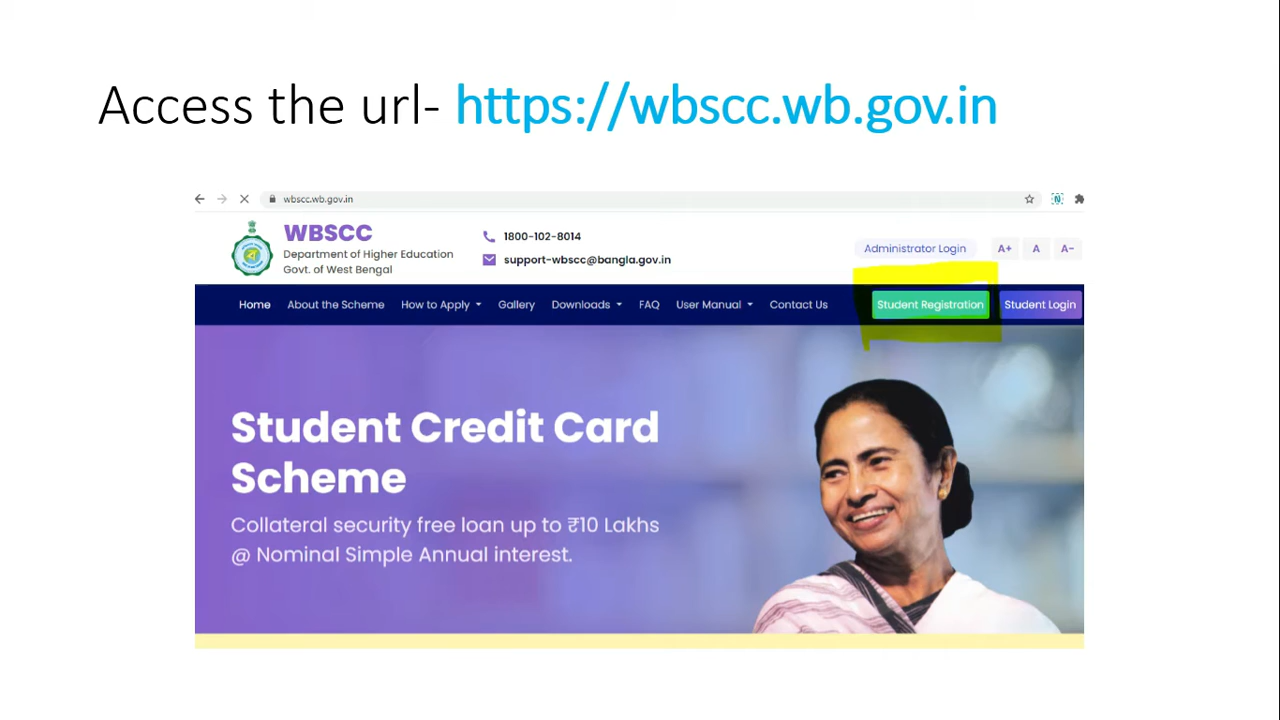 Access the url- https://wbscc.wb.gov.in
wbscc.wb.gov.in
WBSCC
Department of Higher Education
Govt. of West Bengal
1800-102-8014
support-wbscc@bangla.gov.in
Administrator Login
A+ A A-
Home About the Scheme How to Apply Gallery Downloads FAQ User Manual Contact Us Student Registration Student Login
Student Credit Card
Scheme
Collateral security free loan up to ₹10 Lakhs
@ Nominal Simple Annual interest.